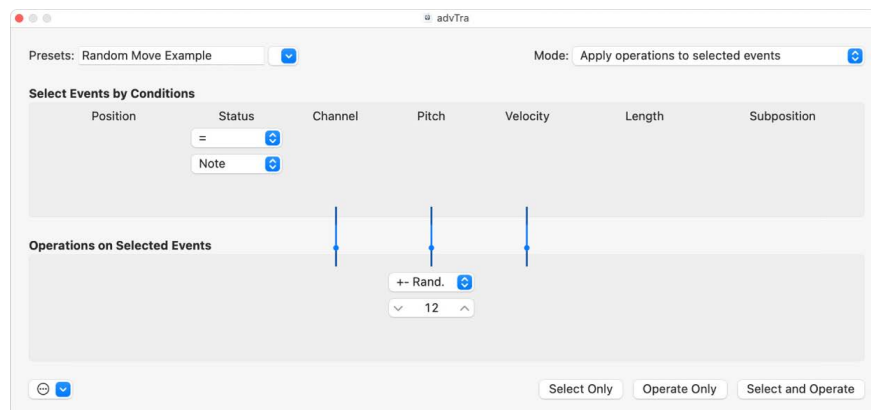 advTra
Presets: Random Move Example Mode: Apply operations to selected events
Select Events by Conditions
Position Status Channel Pitch Velocity Length Subposition
=
Note
Operations on Selected Events
+- Rand.
12
Select Only Operate Only Select and Operate